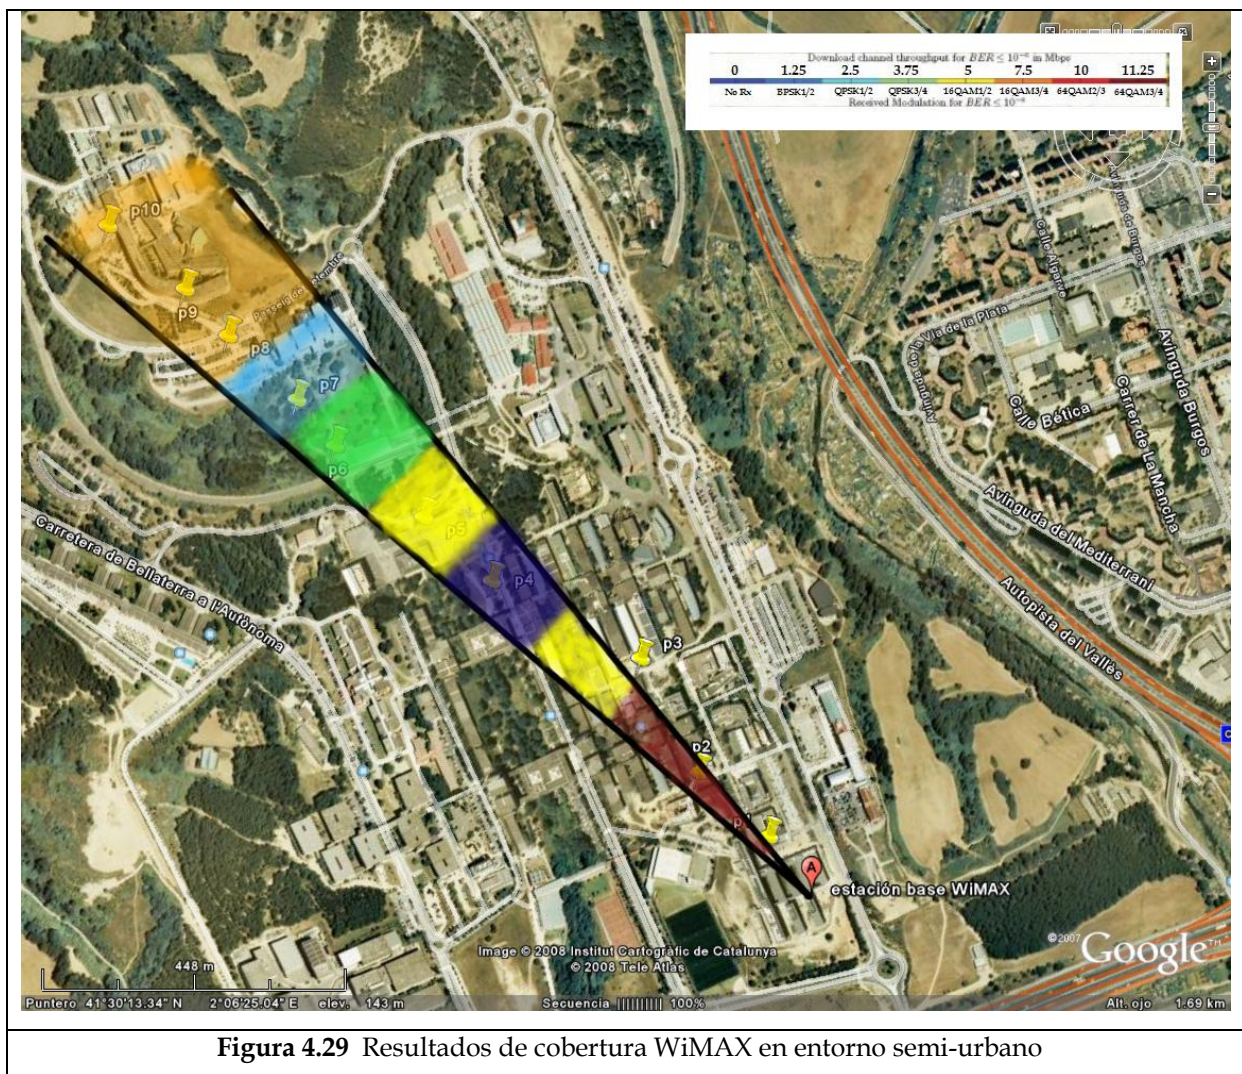 Download channel throughput for BER ≤ 10⁻⁶ in Mbps
0 1.25 2.5 3.75 5 7.5 10 11.25
No Rx BPSK1/2 QPSK1/2 QPSK3/4 16QAM1/2 16QAM3/4 64QAM2/3 64QAM3/4
Received Modulation for BER ≤ 10⁻⁶
p10
p9
p8
p7
p6
p5
p4
p3
p2
estación base WiMAX
A
Passeig de
Carretera de Bellaterra a l'Autònoma
Vía de la Plata
Avinguda de
Calle Algarve
Avinguda de Burgos
Avinguda Burgos
Calle Bética
Carrer de La Mancha
Avinguda del Mediterrani
Autopista del Vallès
Image © 2008 Institut Cartogràfic de Catalunya
© 2008 Tele Atlas
© 2007 Google™
448 m
Puntero 41°30'13.34" N 2°06'25.04" E elev. 143 m
Secuencia 100%
Alt. ojo 1.69 km
Figura 4.29 Resultados de cobertura WiMAX en entorno semi-urbano